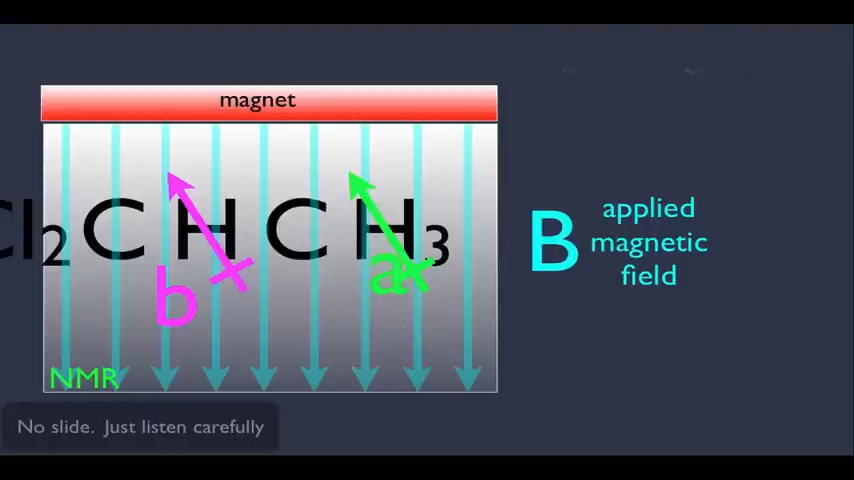 magnet
Cl₂CHCH₃
b
a
B
applied
magnetic
field
NMR
No slide. Just listen carefully